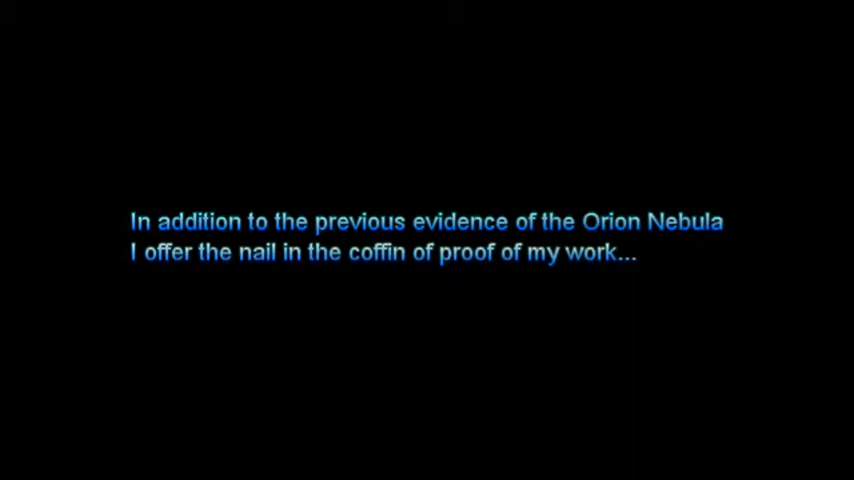 In addition to the previous evidence of the Orion Nebula
I offer the nail in the coffin of proof of my work...